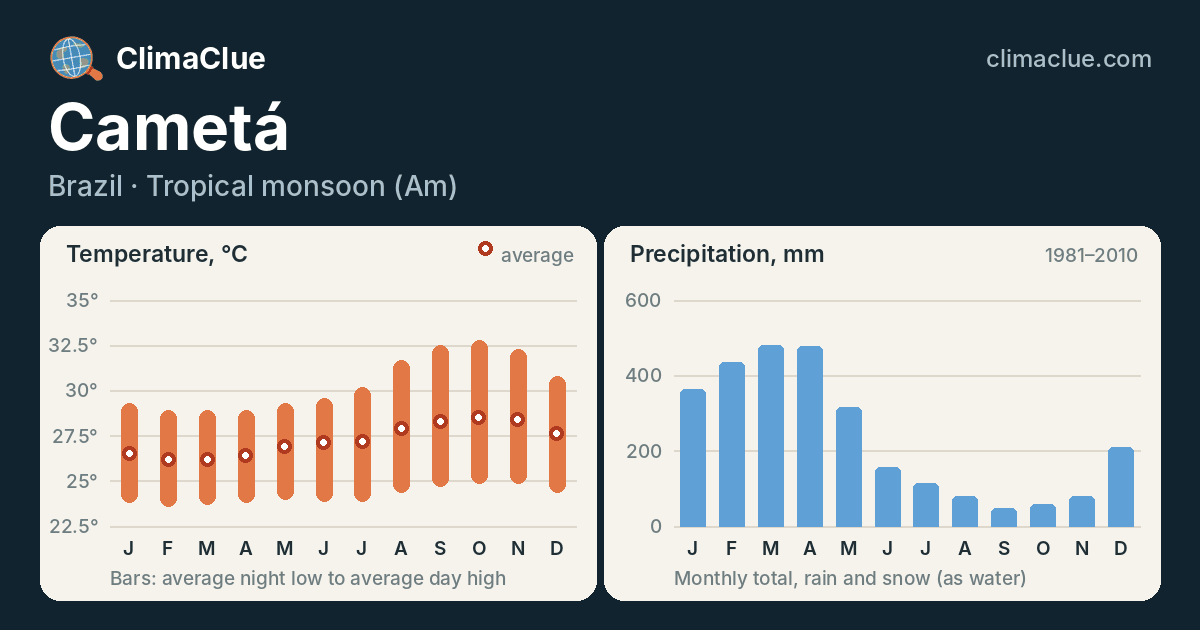 ClimaClue
climaclue.com
Cametá
Brazil · Tropical monsoon (Am)
Temperature, °C
average
35°
32.5°
30°
27.5°
25°
22.5°
J F M A M J J A S O N D
Bars: average night low to average day high
Precipitation, mm
1981–2010
600
400
200
0
J F M A M J J A S O N D
Monthly total, rain and snow (as water)